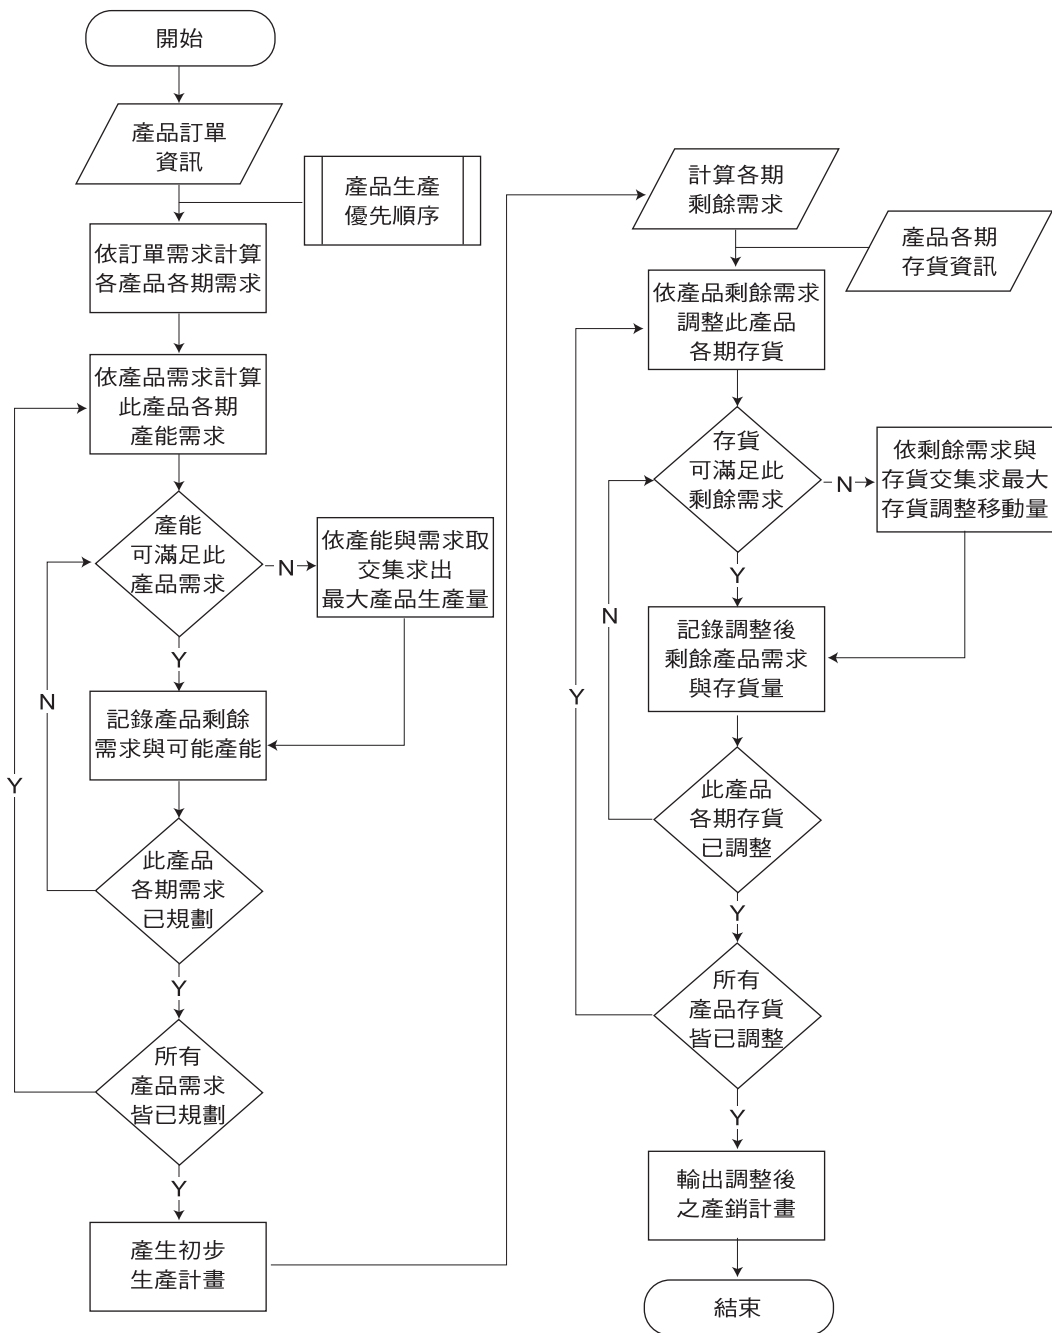 開始
產品訂單
資訊
產品生產
優先順序
依訂單需求計算
各產品各期需求
依產品需求計算
此產品各期
產能需求
產能
可滿足此
產品需求
N
依產能與需求取
交集求出
最大產品生產量
Y
N
記錄產品剩餘
需求與可能產能
Y
此產品
各期需求
已規劃
Y
所有
產品需求
皆已規劃
Y
產生初步
生產計畫
計算各期
剩餘需求
產品各期
存貨資訊
依產品剩餘需求
調整此產品
各期存貨
存貨
可滿足此
剩餘需求
N
依剩餘需求與
存貨交集求最大
存貨調整移動量
Y
N
記錄調整後
剩餘產品需求
與存貨量
Y
此產品
各期存貨
已調整
Y
所有
產品存貨
皆已調整
Y
輸出調整後
之產銷計畫
結束